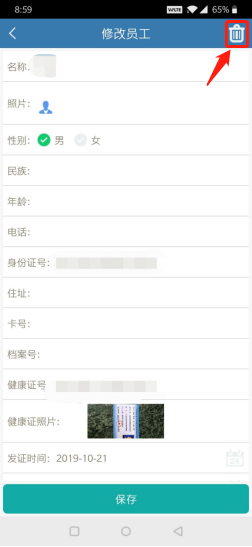 8:59
VoLTE 65%
修改员工
名称:
照片:
性别: 男 女
民族:
年龄:
电话:
身份证号:
住址:
卡号:
档案号:
健康证号
健康证照片:
发证时间: 2019-10-21
保存